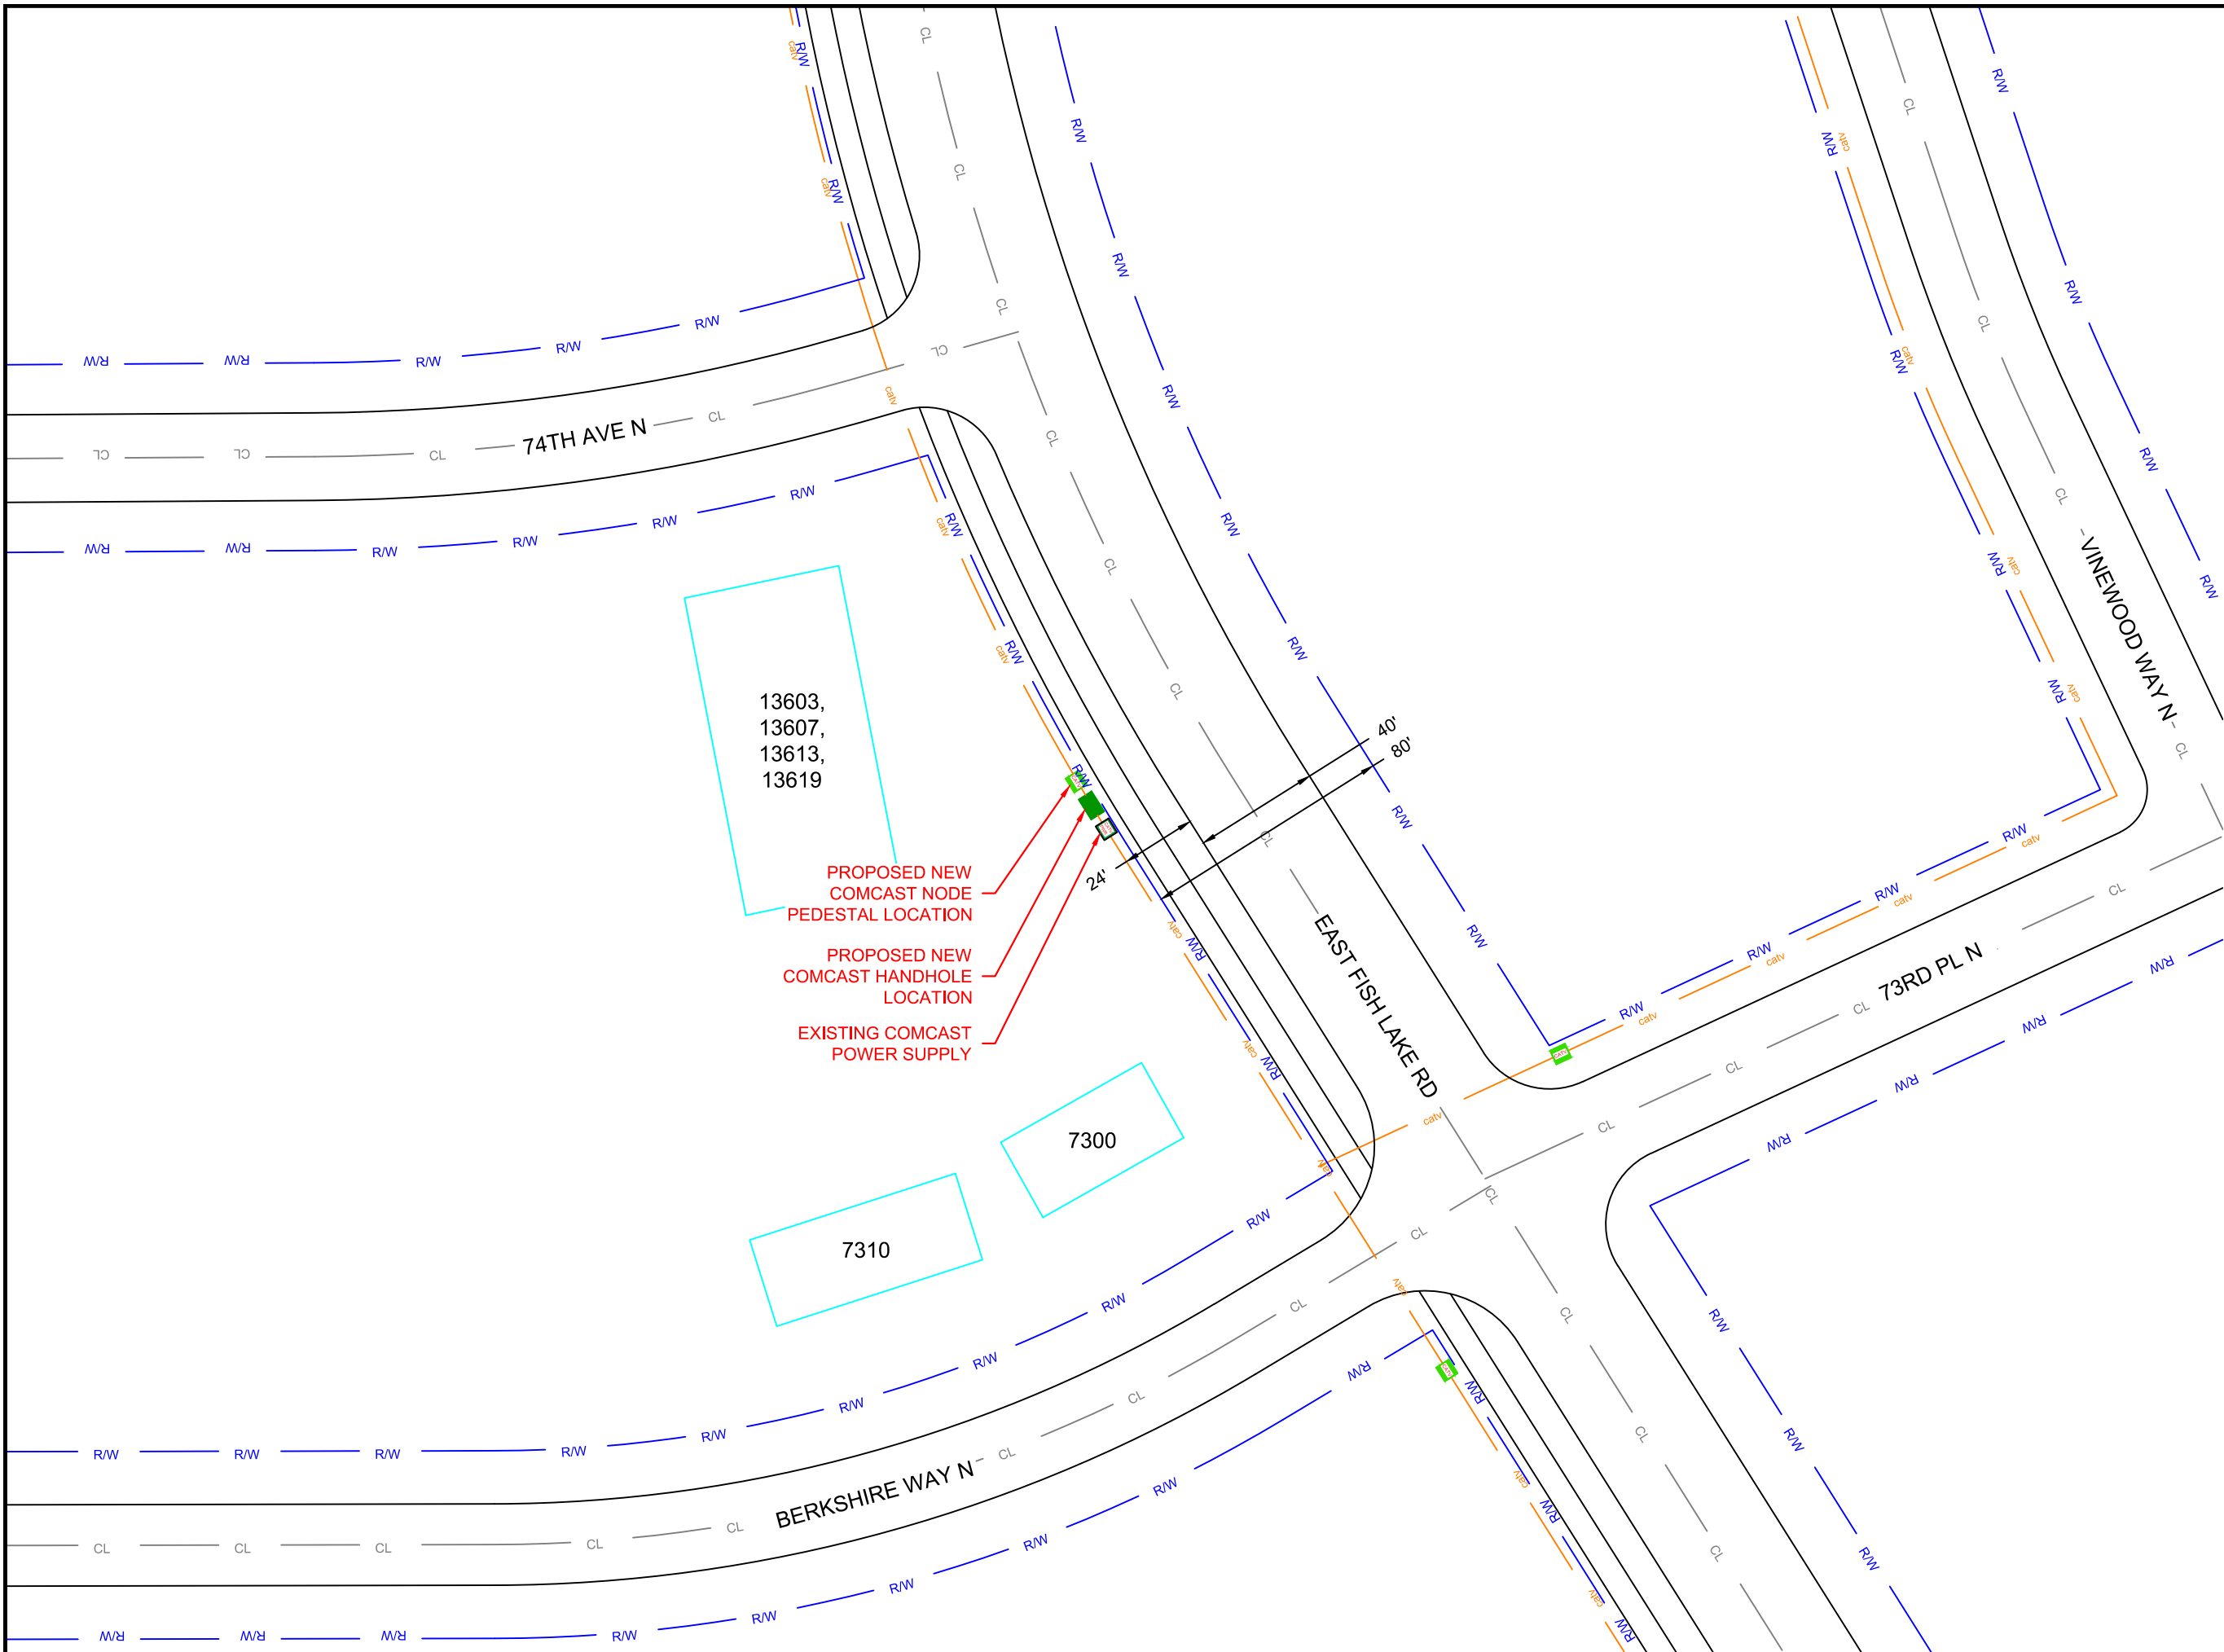 74TH AVE N
13603,
13607,
13613,
13619
40'
80'
24'
PROPOSED NEW
COMCAST NODE
PEDESTAL LOCATION
PROPOSED NEW
COMCAST HANDHOLE
LOCATION
EXISTING COMCAST
POWER SUPPLY
EAST FISH LAKE RD
VINEWOOD WAY N
73RD PL N
7300
7310
BERKSHIRE WAY N
R/W
CL
catv